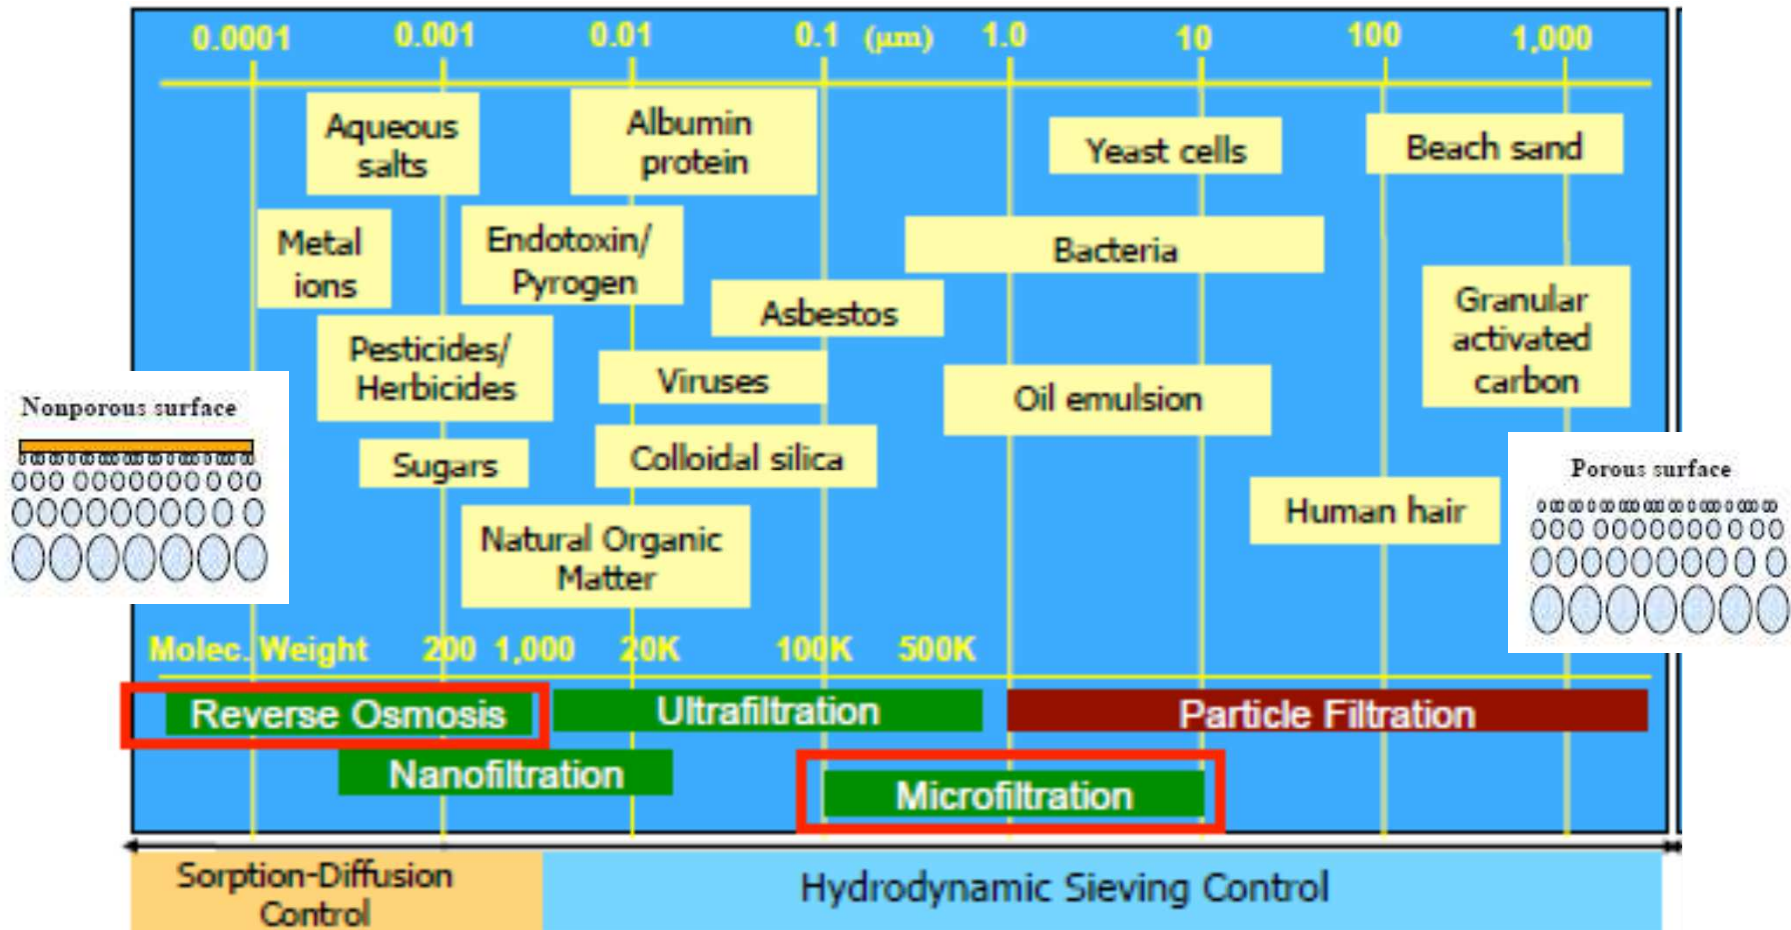 0.0001 0.001 0.01 0.1 (μm) 1.0 10 100 1,000
Aqueous
salts
Albumin
protein
Yeast cells
Beach sand
Metal
ions
Endotoxin/
Pyrogen
Bacteria
Asbestos
Granular
activated
carbon
Pesticides/
Herbicides
Viruses
Oil emulsion
Nonporous surface
Sugars
Colloidal silica
Porous surface
Human hair
Natural Organic
Matter
Molec. Weight 200 1,000 20K 100K 500K
Reverse Osmosis
Ultrafiltration
Particle Filtration
Nanofiltration
Microfiltration
Sorption-Diffusion
Control
Hydrodynamic Sieving Control